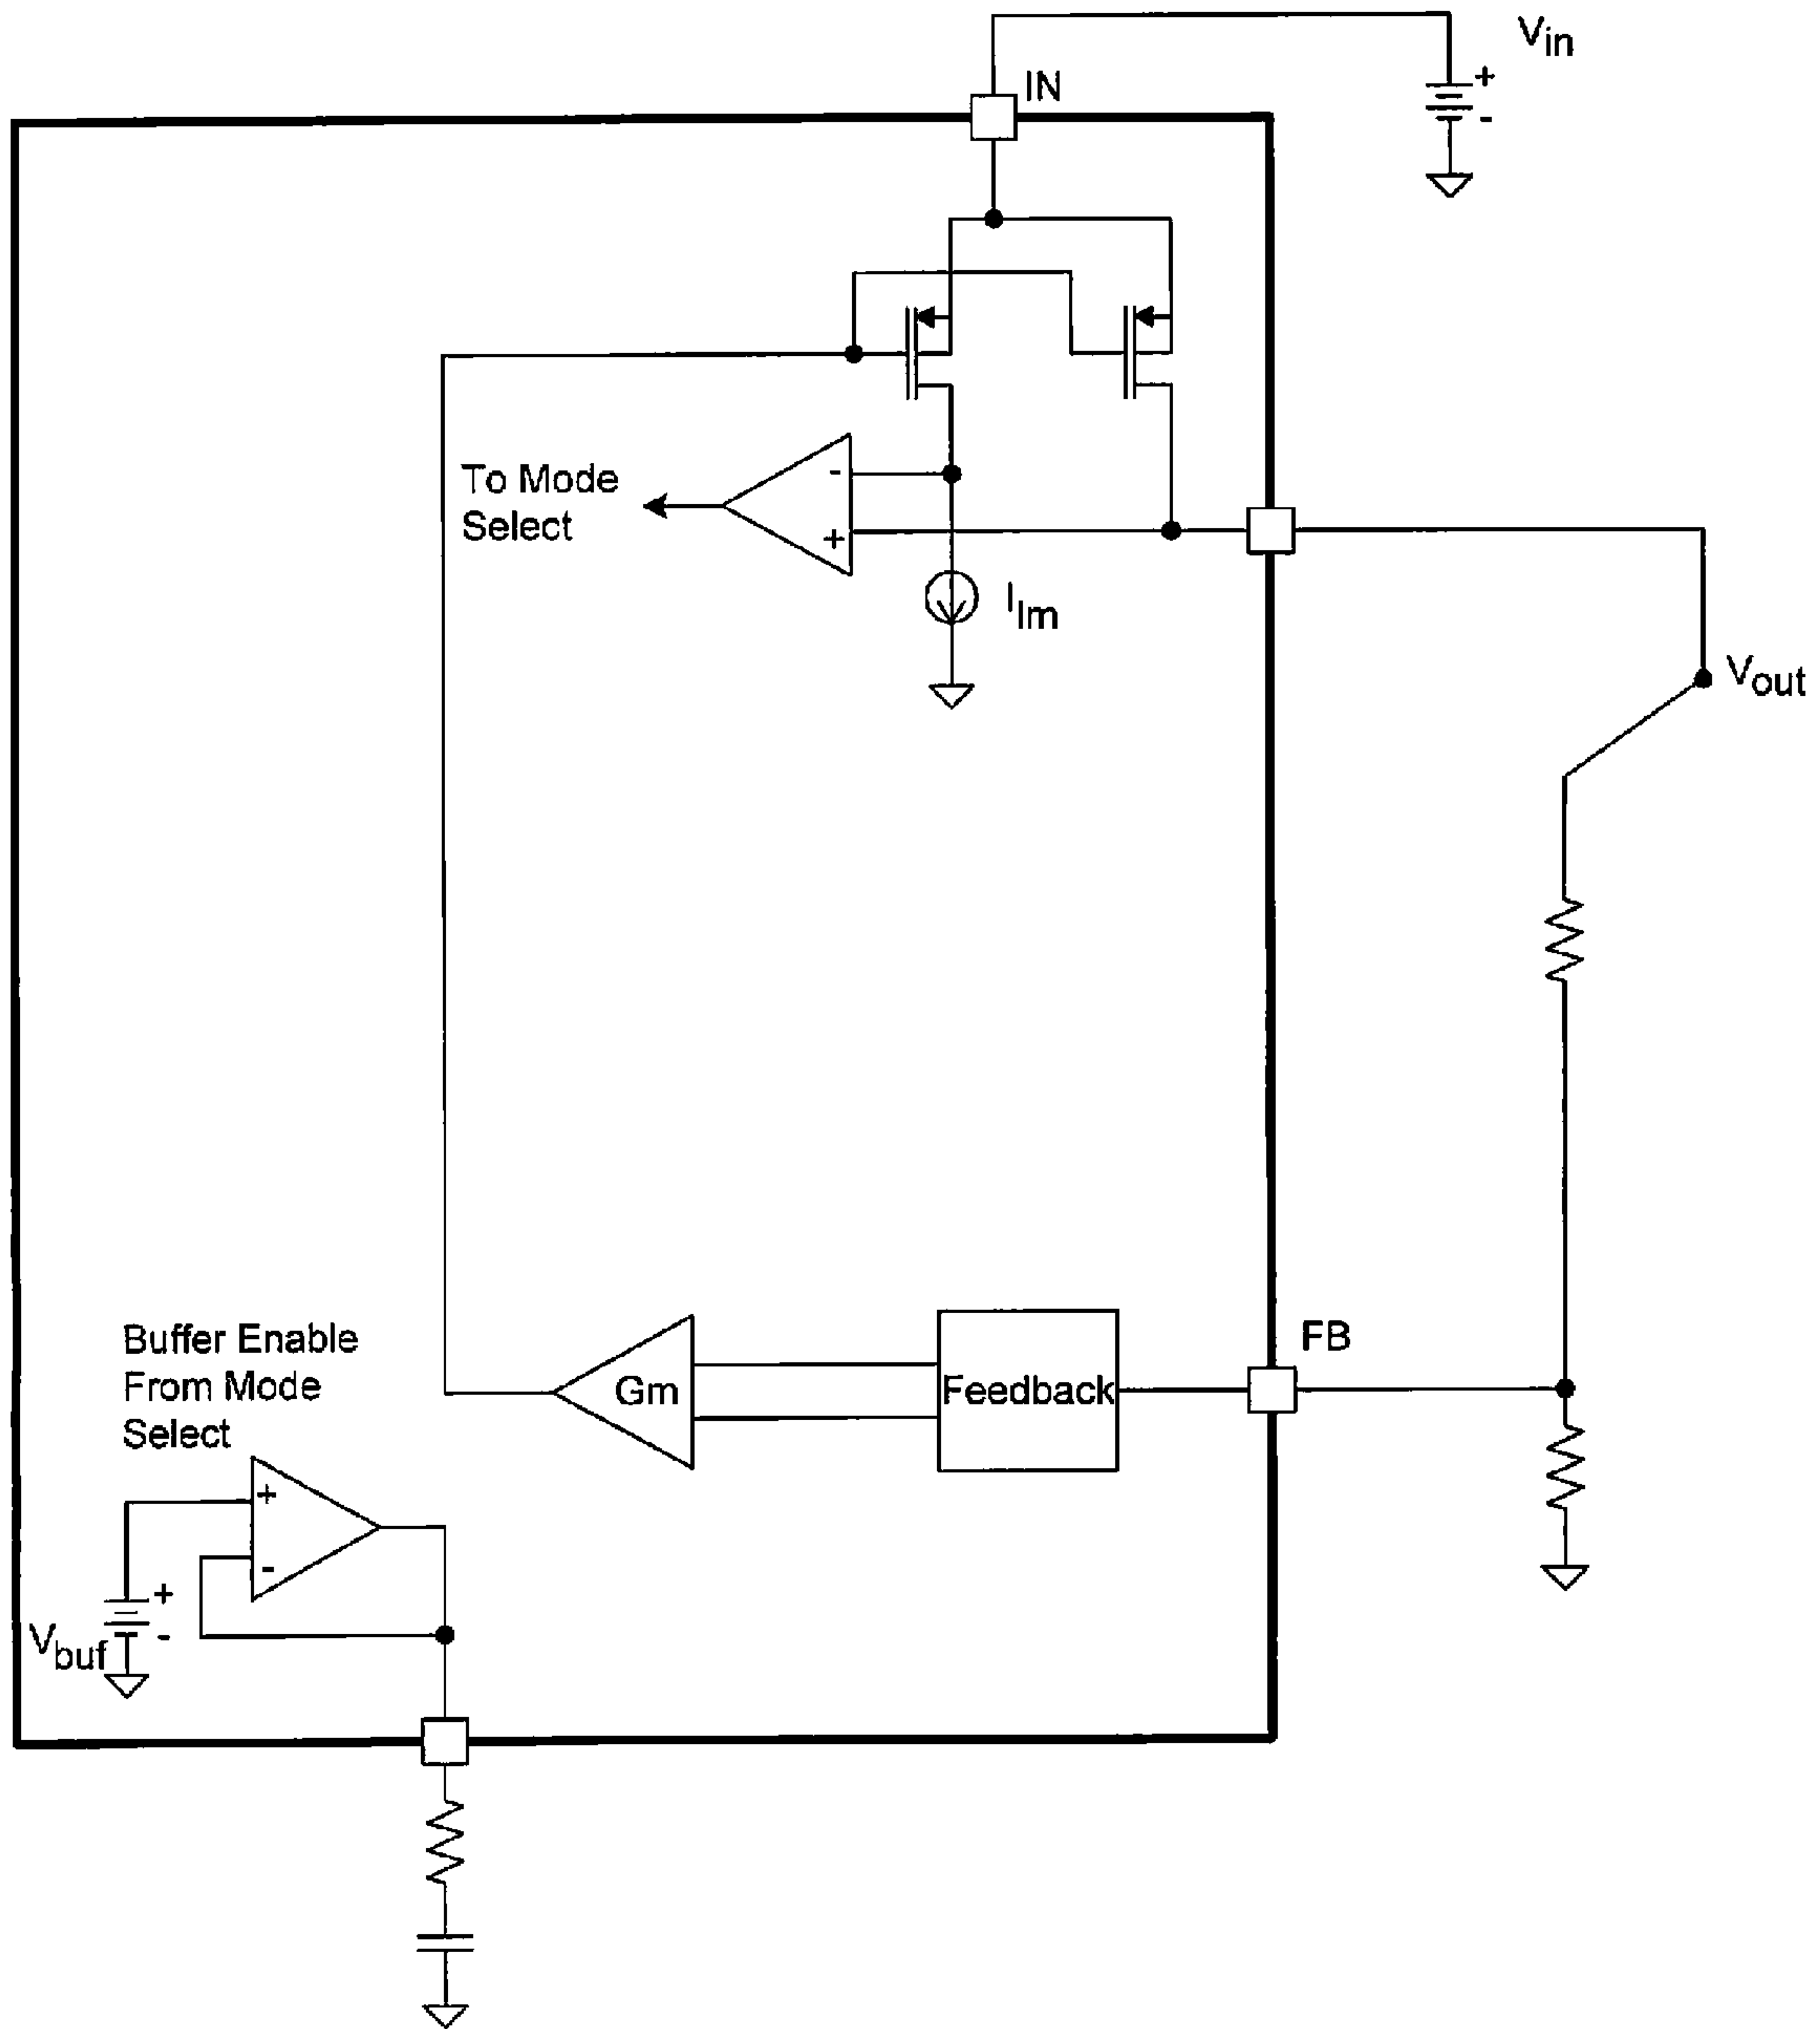 Vin
+
-
IN
To Mode
Select
-
+
Ilm
Vout
Buffer Enable
From Mode
Select
Gm
Feedback
FB
+
-
+
-
Vbuf